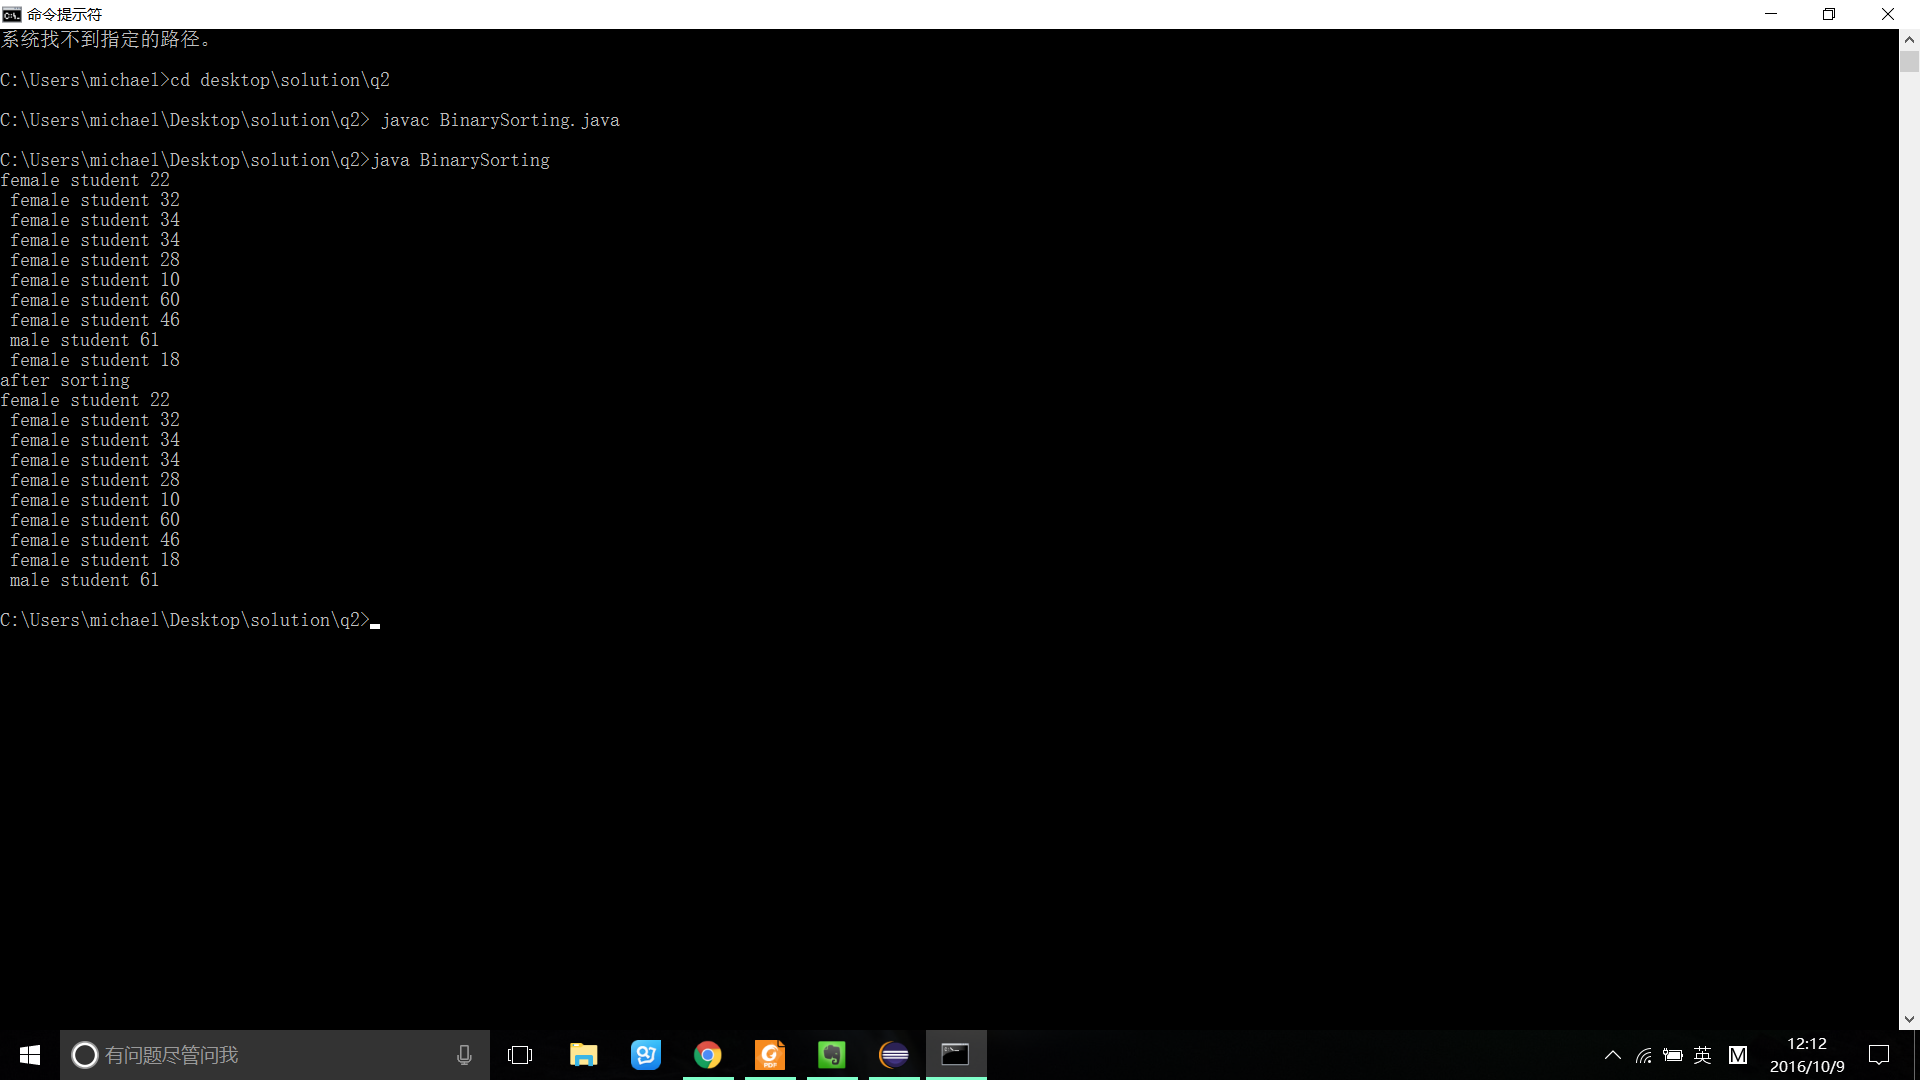 命令提示符
系统找不到指定的路径。
C:\Users\michael>cd desktop\solution\q2
C:\Users\michael\Desktop\solution\q2> javac BinarySorting.java
C:\Users\michael\Desktop\solution\q2>java BinarySorting
female student 22
female student 32
female student 34
female student 34
female student 28
female student 10
female student 60
female student 46
male student 61
female student 18
after sorting
female student 22
female student 32
female student 34
female student 34
female student 28
female student 10
female student 60
female student 46
female student 18
male student 61
C:\Users\michael\Desktop\solution\q2>
有问题尽管问我
PDF
英
M
12:12
2016/10/9